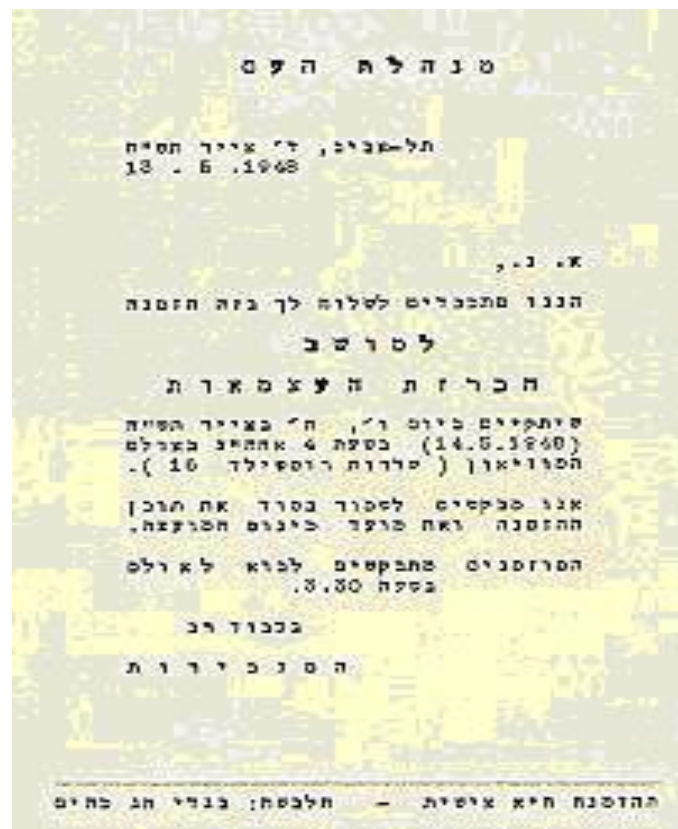 מנהלת העם
תל-אביב, ד' אייר תש"ח
13 . 5 .1948
א. נ.,
הננו מתכבדים לשלוח לך בזה הזמנה
למושב
הכרזת העצמאות
שיתקיים ביום ו', ה' באייר תש"ח
(14.5.1948) בשעת 4 אחה"צ באולם
המוזיאון (שדרות רוטשילד 16).
אנו מבקשים לשמור בסוד את תוכן
ההזמנה ואת מועד כינוס המועצה.
המוזמנים מתבקשים לבוא לאולם
בשעה 3.30.
בכבוד רב
המזכירות
ההזמנה היא אישית — תלבשת: בגדי חג כהים